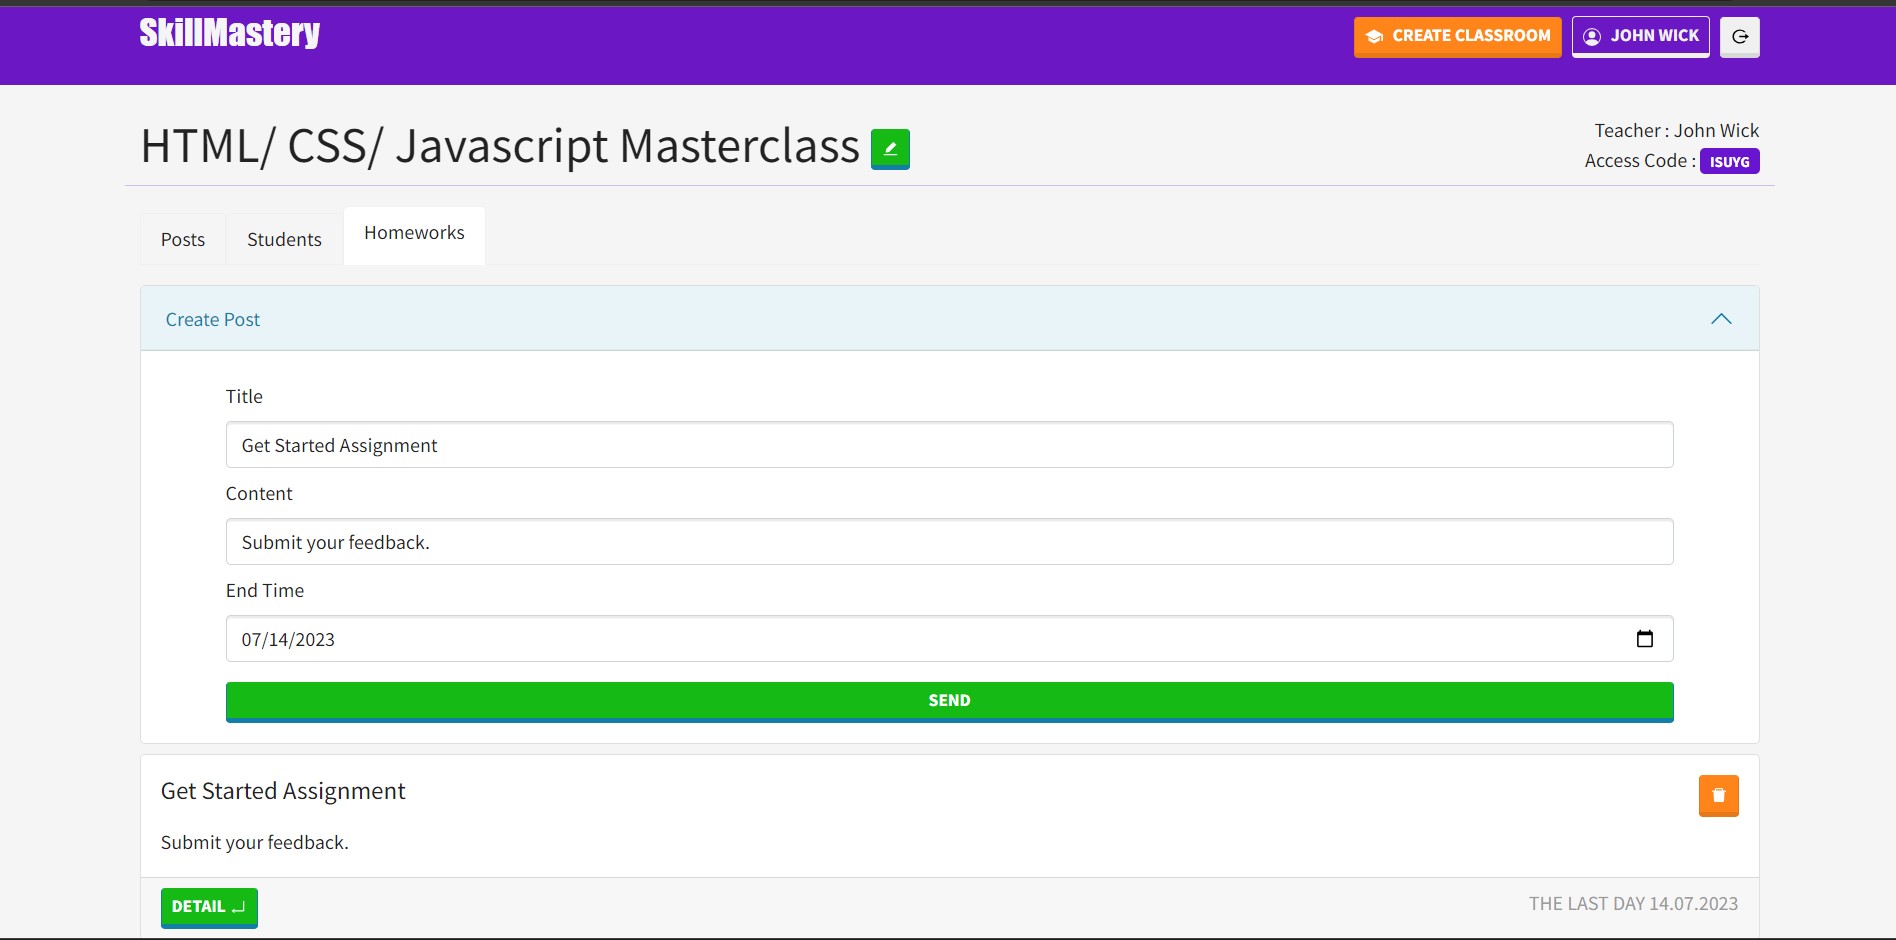 SkillMastery
CREATE CLASSROOM
JOHN WICK
HTML/ CSS/ Javascript Masterclass
Teacher : John Wick
Access Code : ISUYG
Posts
Students
Homeworks
Create Post
Title
Get Started Assignment
Content
Submit your feedback.
End Time
07/14/2023
SEND
Get Started Assignment
Submit your feedback.
DETAIL
THE LAST DAY 14.07.2023